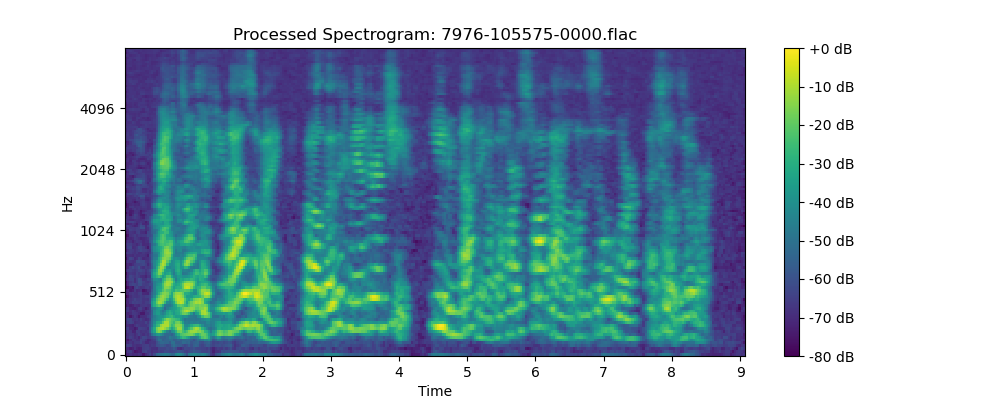 Processed Spectrogram: 7976-105575-0000.flac
Hz
4096
2048
1024
512
0
0 1 2 3 4 5 6 7 8 9
Time
+0 dB
-10 dB
-20 dB
-30 dB
-40 dB
-50 dB
-60 dB
-70 dB
-80 dB